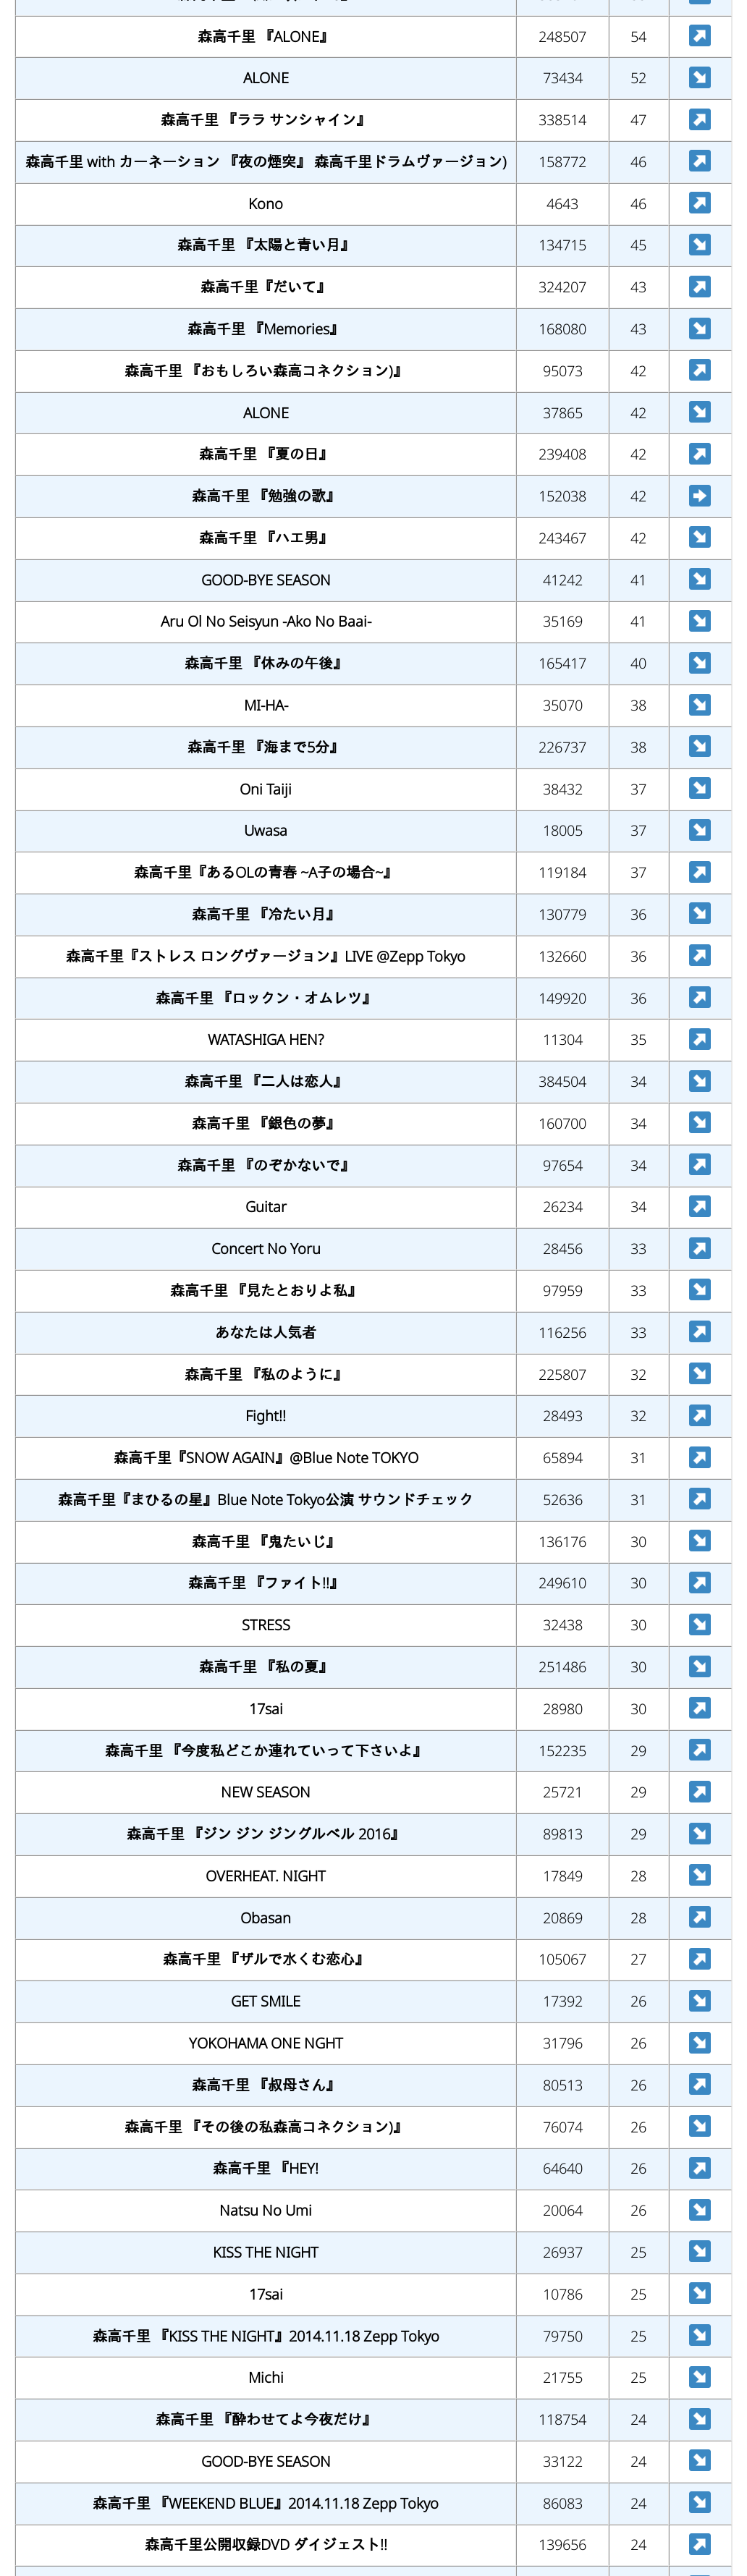 森高千里 『ALONE』 248507 54 ↗
ALONE 73434 52 ↘
森高千里 『ララ サンシャイン』 338514 47 ↗
森高千里 with カーネーション 『夜の煙突』 森高千里ドラムヴァージョン) 158772 46 ↗
Kono 4643 46 ↗
森高千里 『太陽と青い月』 134715 45 ↘
森高千里『だいて』 324207 43 ↗
森高千里 『Memories』 168080 43 ↘
森高千里 『おもしろい森高コネクション)』 95073 42 ↗
ALONE 37865 42 ↘
森高千里 『夏の日』 239408 42 ↗
森高千里 『勉強の歌』 152038 42 ➡
森高千里 『ハエ男』 243467 42 ↘
GOOD-BYE SEASON 41242 41 ↘
Aru Ol No Seisyun -Ako No Baai- 35169 41 ↘
森高千里 『休みの午後』 165417 40 ↘
MI-HA- 35070 38 ↘
森高千里 『海まで5分』 226737 38 ↘
Oni Taiji 38432 37 ↘
Uwasa 18005 37 ↘
森高千里『あるOLの青春 ~A子の場合~』 119184 37 ↗
森高千里 『冷たい月』 130779 36 ↘
森高千里『ストレス ロングヴァージョン』LIVE @Zepp Tokyo 132660 36 ↗
森高千里 『ロックン・オムレツ』 149920 36 ↗
WATASHIGA HEN? 11304 35 ↗
森高千里 『二人は恋人』 384504 34 ↘
森高千里 『銀色の夢』 160700 34 ↘
森高千里 『のぞかないで』 97654 34 ↗
Guitar 26234 34 ↗
Concert No Yoru 28456 33 ↗
森高千里 『見たとおりよ私』 97959 33 ↘
あなたは人気者 116256 33 ↗
森高千里 『私のように』 225807 32 ↘
Fight!! 28493 32 ↗
森高千里『SNOW AGAIN』@Blue Note TOKYO 65894 31 ↗
森高千里『まひるの星』Blue Note Tokyo公演 サウンドチェック 52636 31 ↗
森高千里 『鬼たいじ』 136176 30 ↘
森高千里 『ファイト!!』 249610 30 ↗
STRESS 32438 30 ↘
森高千里 『私の夏』 251486 30 ↘
17sai 28980 30 ↗
森高千里 『今度私どこか連れていって下さいよ』 152235 29 ↗
NEW SEASON 25721 29 ↗
森高千里 『ジン ジン ジングルベル 2016』 89813 29 ↘
OVERHEAT. NIGHT 17849 28 ↘
Obasan 20869 28 ↗
森高千里 『ザルで水くむ恋心』 105067 27 ↗
GET SMILE 17392 26 ↘
YOKOHAMA ONE NGHT 31796 26 ↘
森高千里 『叔母さん』 80513 26 ↗
森高千里 『その後の私森高コネクション)』 76074 26 ↘
森高千里 『HEY! 64640 26 ↗
Natsu No Umi 20064 26 ↘
KISS THE NIGHT 26937 25 ↘
17sai 10786 25 ↘
森高千里 『KISS THE NIGHT』2014.11.18 Zepp Tokyo 79750 25 ↘
Michi 21755 25 ↘
森高千里 『酔わせてよ今夜だけ』 118754 24 ↘
GOOD-BYE SEASON 33122 24 ↘
森高千里 『WEEKEND BLUE』2014.11.18 Zepp Tokyo 86083 24 ↘
森高千里公開収録DVD ダイジェスト!! 139656 24 ↗